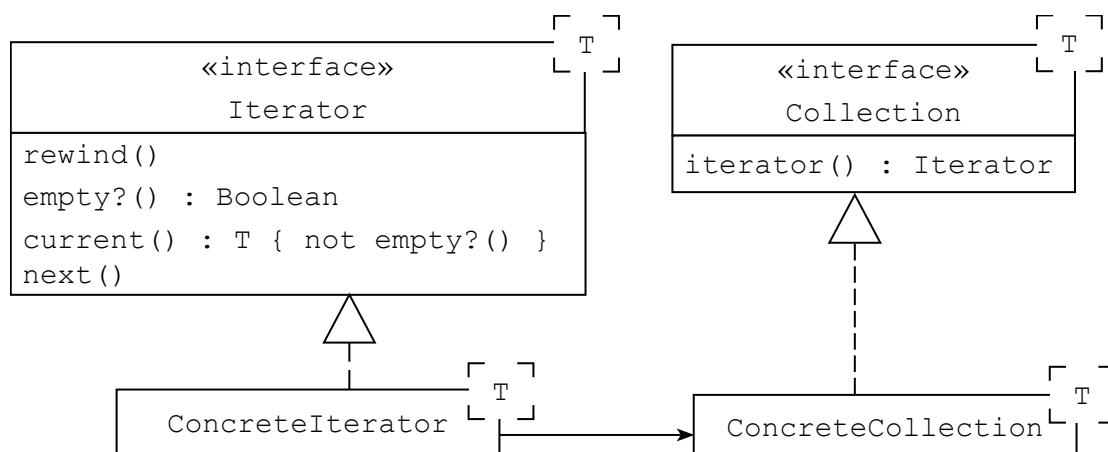 T
«interface»
Iterator
rewind()
empty?() : Boolean
current() : T { not empty?() }
next()
T
«interface»
Collection
iterator() : Iterator
T
ConcreteIterator
T
ConcreteCollection